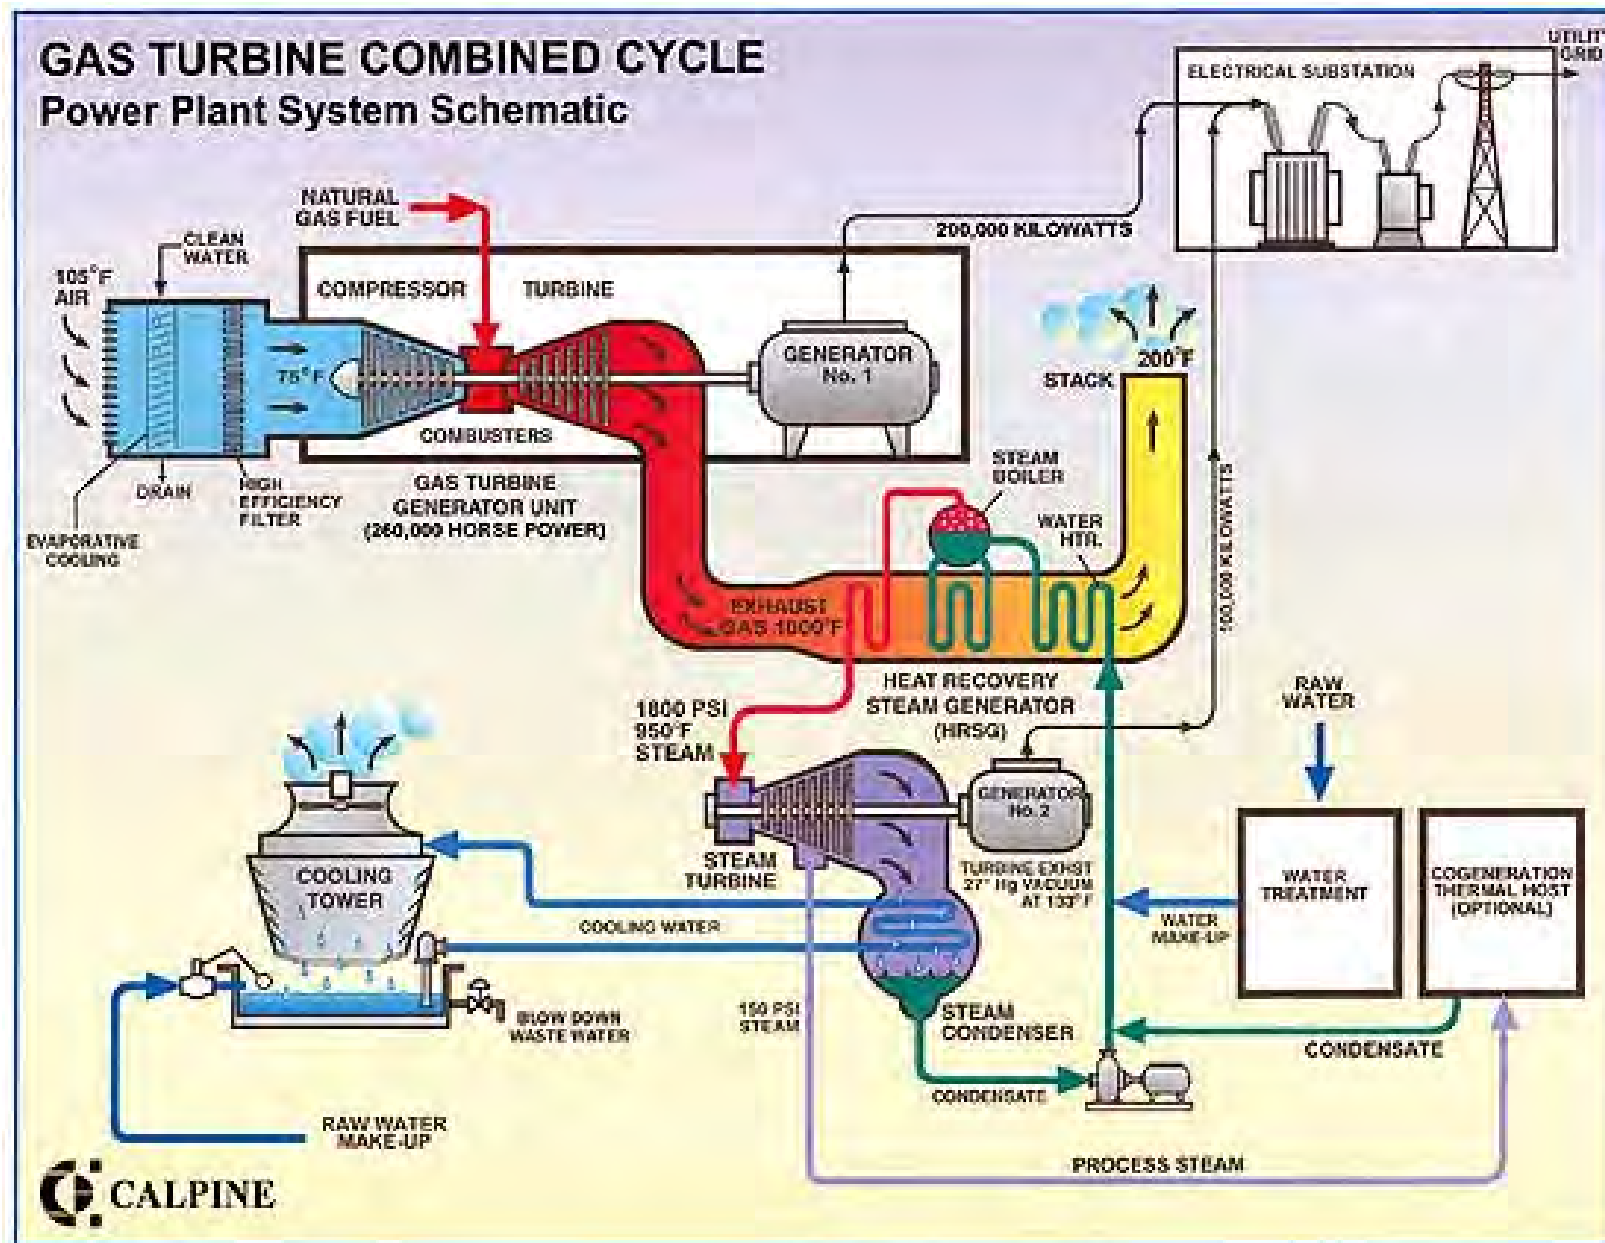 GAS TURBINE COMBINED CYCLE
Power Plant System Schematic
UTILITY
GRID
ELECTRICAL SUBSTATION
NATURAL
GAS FUEL
200,000 KILOWATTS
CLEAN
WATER
105°F
AIR
COMPRESSOR
TURBINE
75°F
GENERATOR
No. 1
200°F
STACK
COMBUSTERS
STEAM
BOILER
DRAIN
HIGH
EFFICIENCY
FILTER
GAS TURBINE
GENERATOR UNIT
(260,000 HORSE POWER)
WATER
HTR.
EVAPORATIVE
COOLING
100,000 KILOWATTS
EXHAUST
GAS 1000°F
HEAT RECOVERY
STEAM GENERATOR
(HRSG)
1800 PSI
950°F
STEAM
RAW
WATER
GENERATOR
No. 2
STEAM
TURBINE
TURBINE EXHST
27" Hg VACUUM
AT 133°F
COOLING
TOWER
WATER
TREATMENT
COGENERATION
THERMAL HOST
(OPTIONAL)
COOLING WATER
WATER
MAKE-UP
150 PSI
STEAM
STEAM
CONDENSER
BLOW DOWN
WASTE WATER
CONDENSATE
CONDENSATE
RAW WATER
MAKE-UP
PROCESS STEAM
CALPINE